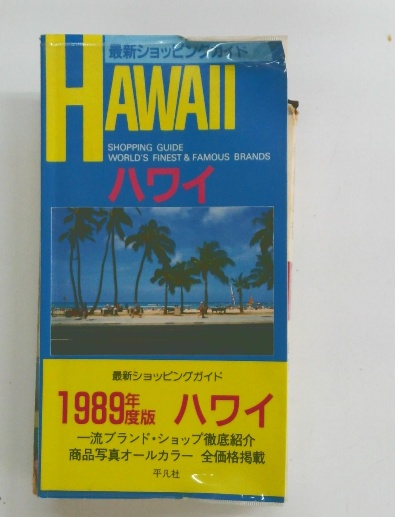 最新ショッピングガイド
HAWAII
SHOPPING GUIDE
WORLD'S FINEST & FAMOUS BRANDS
ハワイ
最新ショッピングガイド
1989年度版 ハワイ
一流ブランド・ショップ徹底紹介
商品写真オールカラー 全価格掲載
平凡社